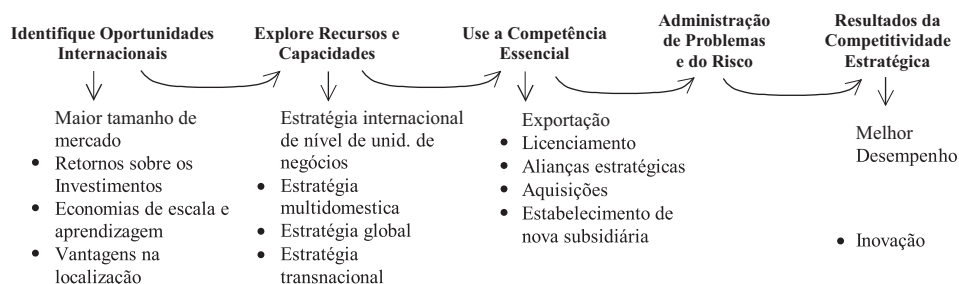 Identifique Oportunidades
Internacionais
Explore Recursos e
Capacidades
Use a Competência
Essencial
Administração
de Problemas
e do Risco
Resultados da
Competitividade
Estratégica
Maior tamanho de
mercado
• Retornos sobre os
Investimentos
• Economias de escala e
aprendizagem
• Vantagens na
localização
Estratégia internacional
de nível de unid. de
negócios
• Estratégia
multidomestica
• Estratégia global
• Estratégia
transnacional
Exportação
• Licenciamento
• Alianças estratégicas
• Aquisições
• Estabelecimento de
nova subsidiária
Melhor
Desempenho
• Inovação